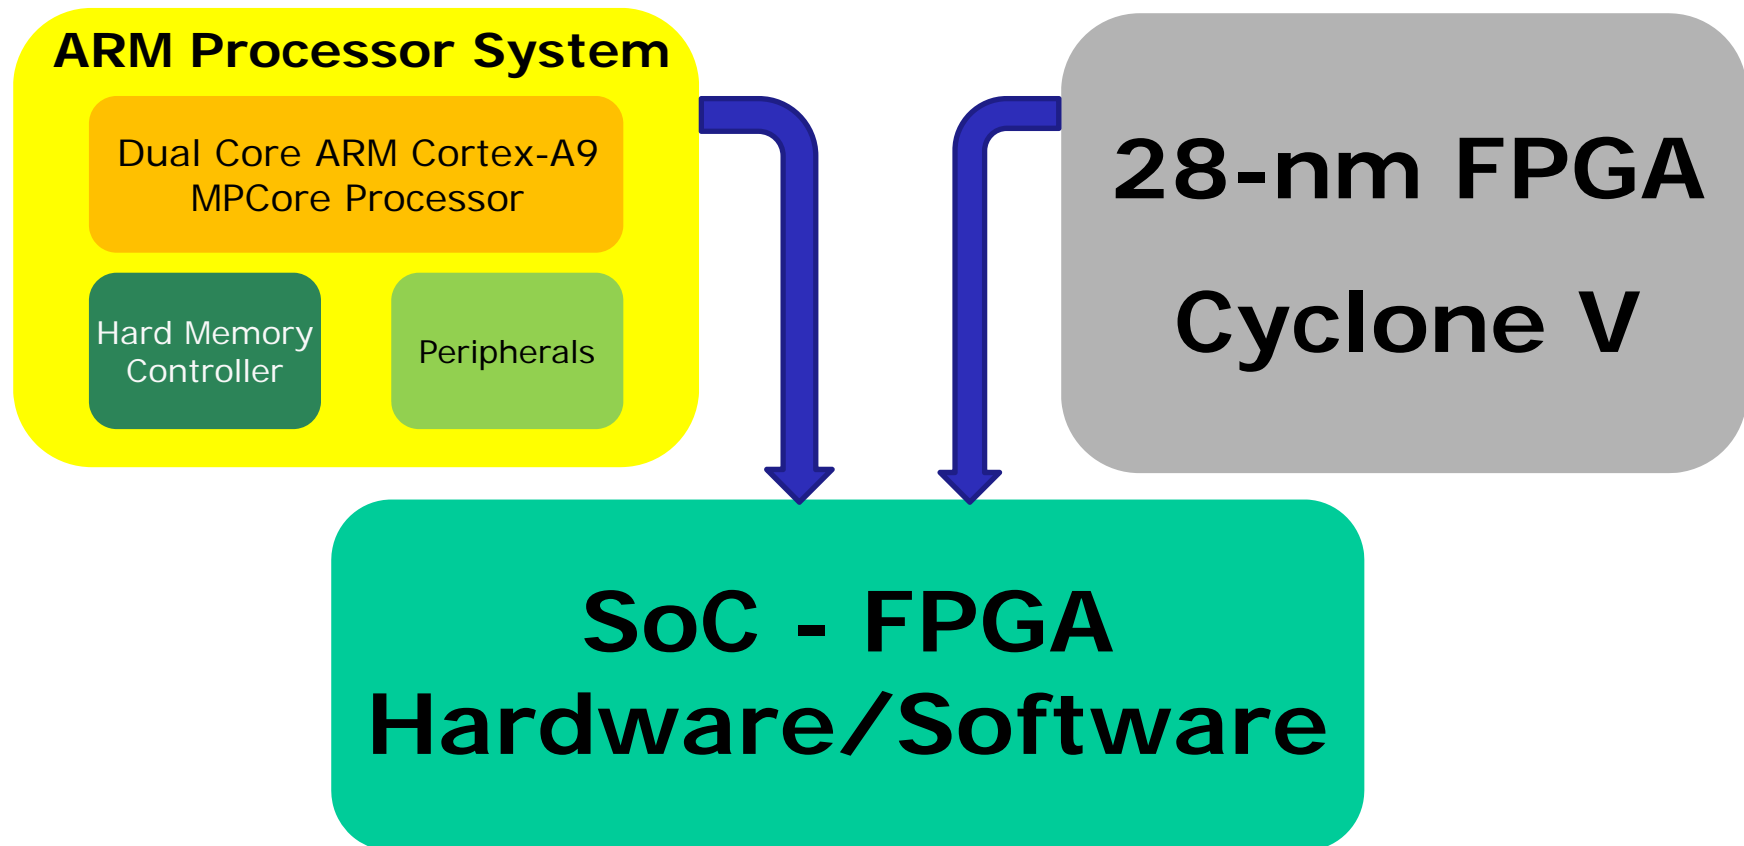 ARM Processor System
Dual Core ARM Cortex-A9
MPCore Processor
Hard Memory
Controller
Peripherals
28-nm FPGA
Cyclone V
SoC - FPGA
Hardware/Software